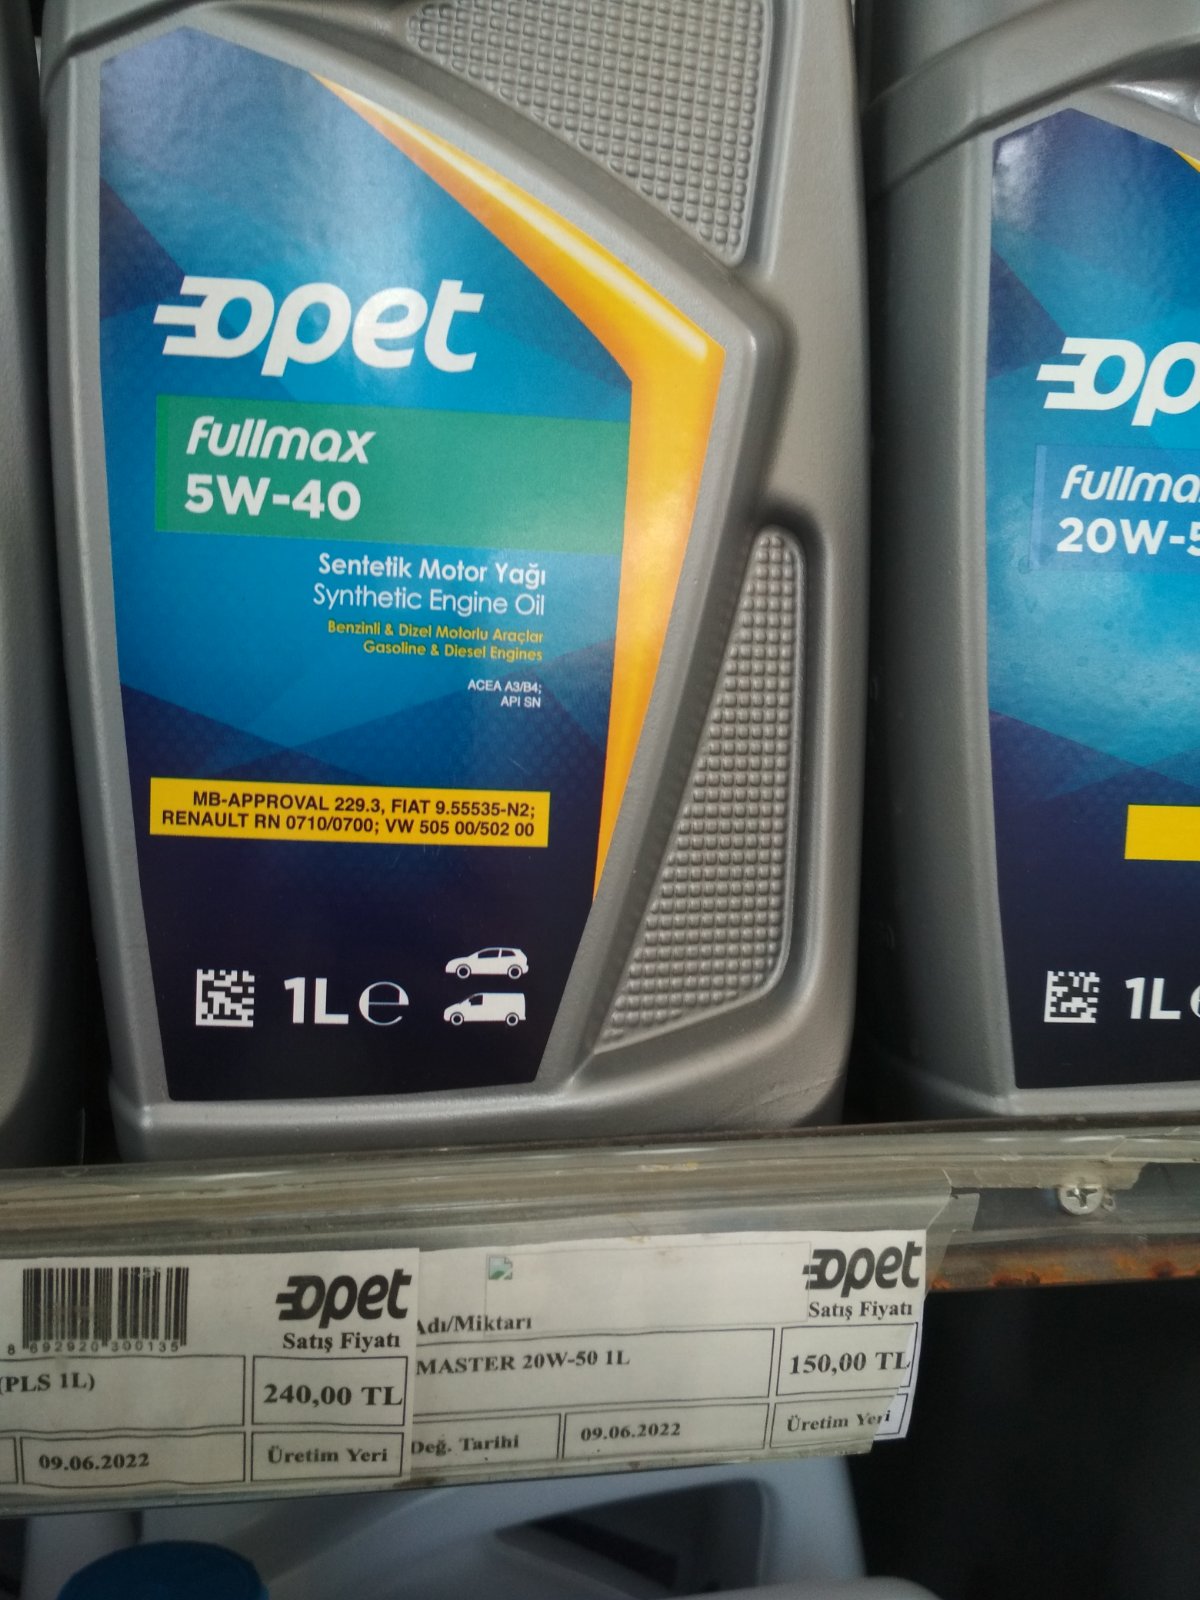 opet
fullmax
5W-40
Sentetik Motor Yağı
Synthetic Engine Oil
Benzinli & Dizel Motorlu Araçlar
Gasoline & Diesel Engines
ACEA A3/B4;
API SN
MB-APPROVAL 229.3, FIAT 9.55535-N2;
RENAULT RN 0710/0700; VW 505 00/502 00
1L e
op
fullma
20W-5
1L
8 692920 300135
opet
Satış Fiyatı
(PLS 1L)
240,00 TL
09.06.2022
Üretim Yeri
opet
Adı/Miktarı
Satış Fiyatı
MASTER 20W-50 1L
150,00 TL
Değ. Tarihi
09.06.2022
Üretim Yeri